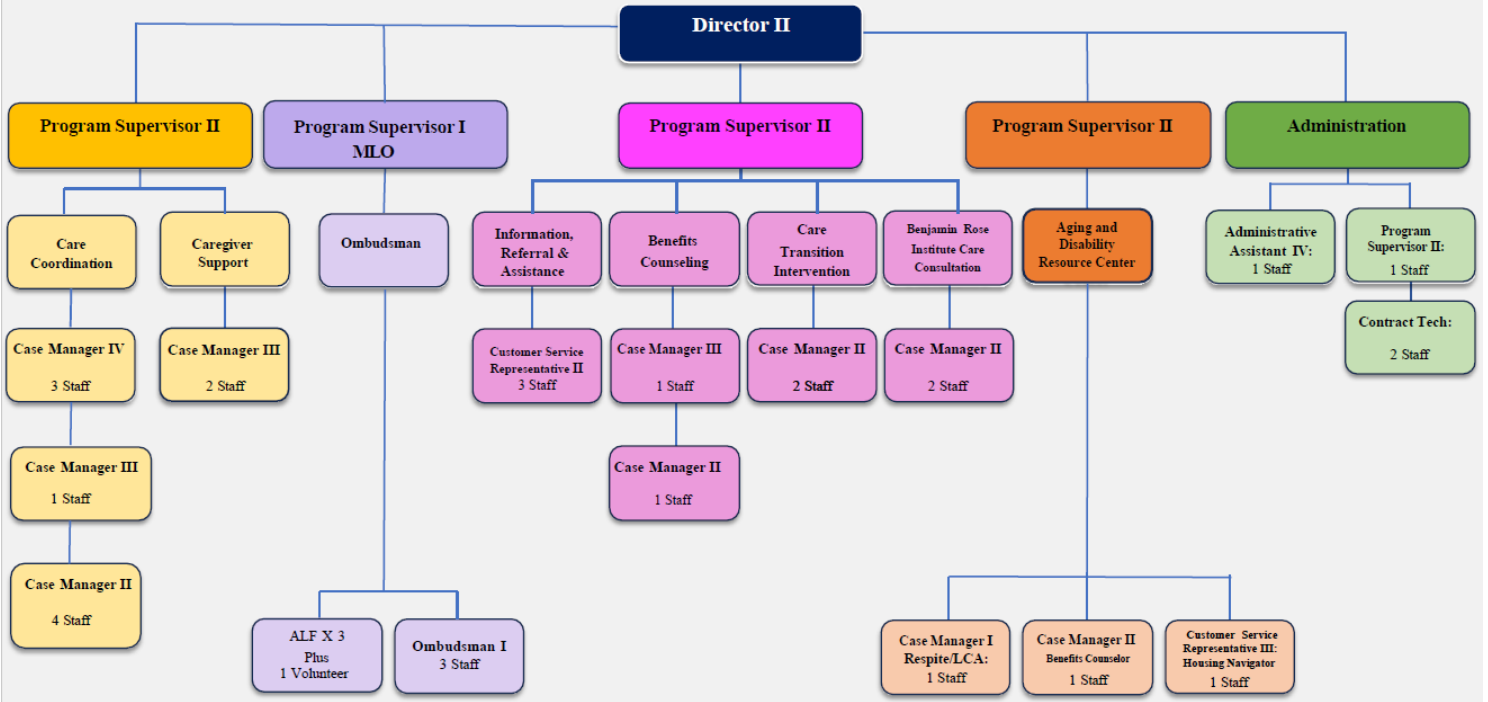 Director II
Program Supervisor II
Program Supervisor I
MLO
Program Supervisor II
Program Supervisor II
Administration
Care
Coordination
Caregiver
Support
Ombudsman
Information,
Referral &
Assistance
Benefits
Counseling
Care
Transition
Intervention
Benjamin Rose
Institute Care
Consultation
Aging and
Disability
Resource Center
Administrative
Assistant IV:
1 Staff
Program
Supervisor II:
1 Staff
Case Manager IV
3 Staff
Case Manager III
2 Staff
Customer Service
Representative II
3 Staff
Case Manager III
1 Staff
Case Manager II
2 Staff
Case Manager II
2 Staff
Contract Tech:
2 Staff
Case Manager III
1 Staff
Case Manager II
1 Staff
Case Manager II
4 Staff
ALF X 3
Plus
1 Volunteer
Ombudsman I
3 Staff
Case Manager I
Respite/LCA:
1 Staff
Case Manager II
Benefits Counselor
1 Staff
Customer Service
Representative III:
Housing Navigator
1 Staff